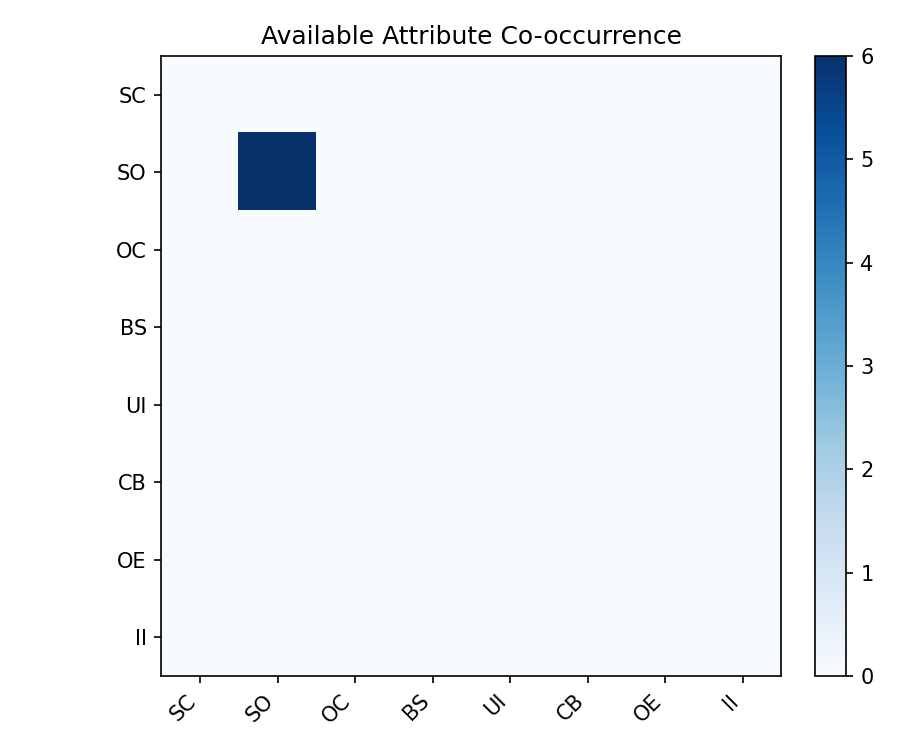 Available Attribute Co-occurrence
SC
SO
OC
BS
UI
CB
OE
II
SC
SO
OC
BS
UI
CB
OE
II
6
5
4
3
2
1
0